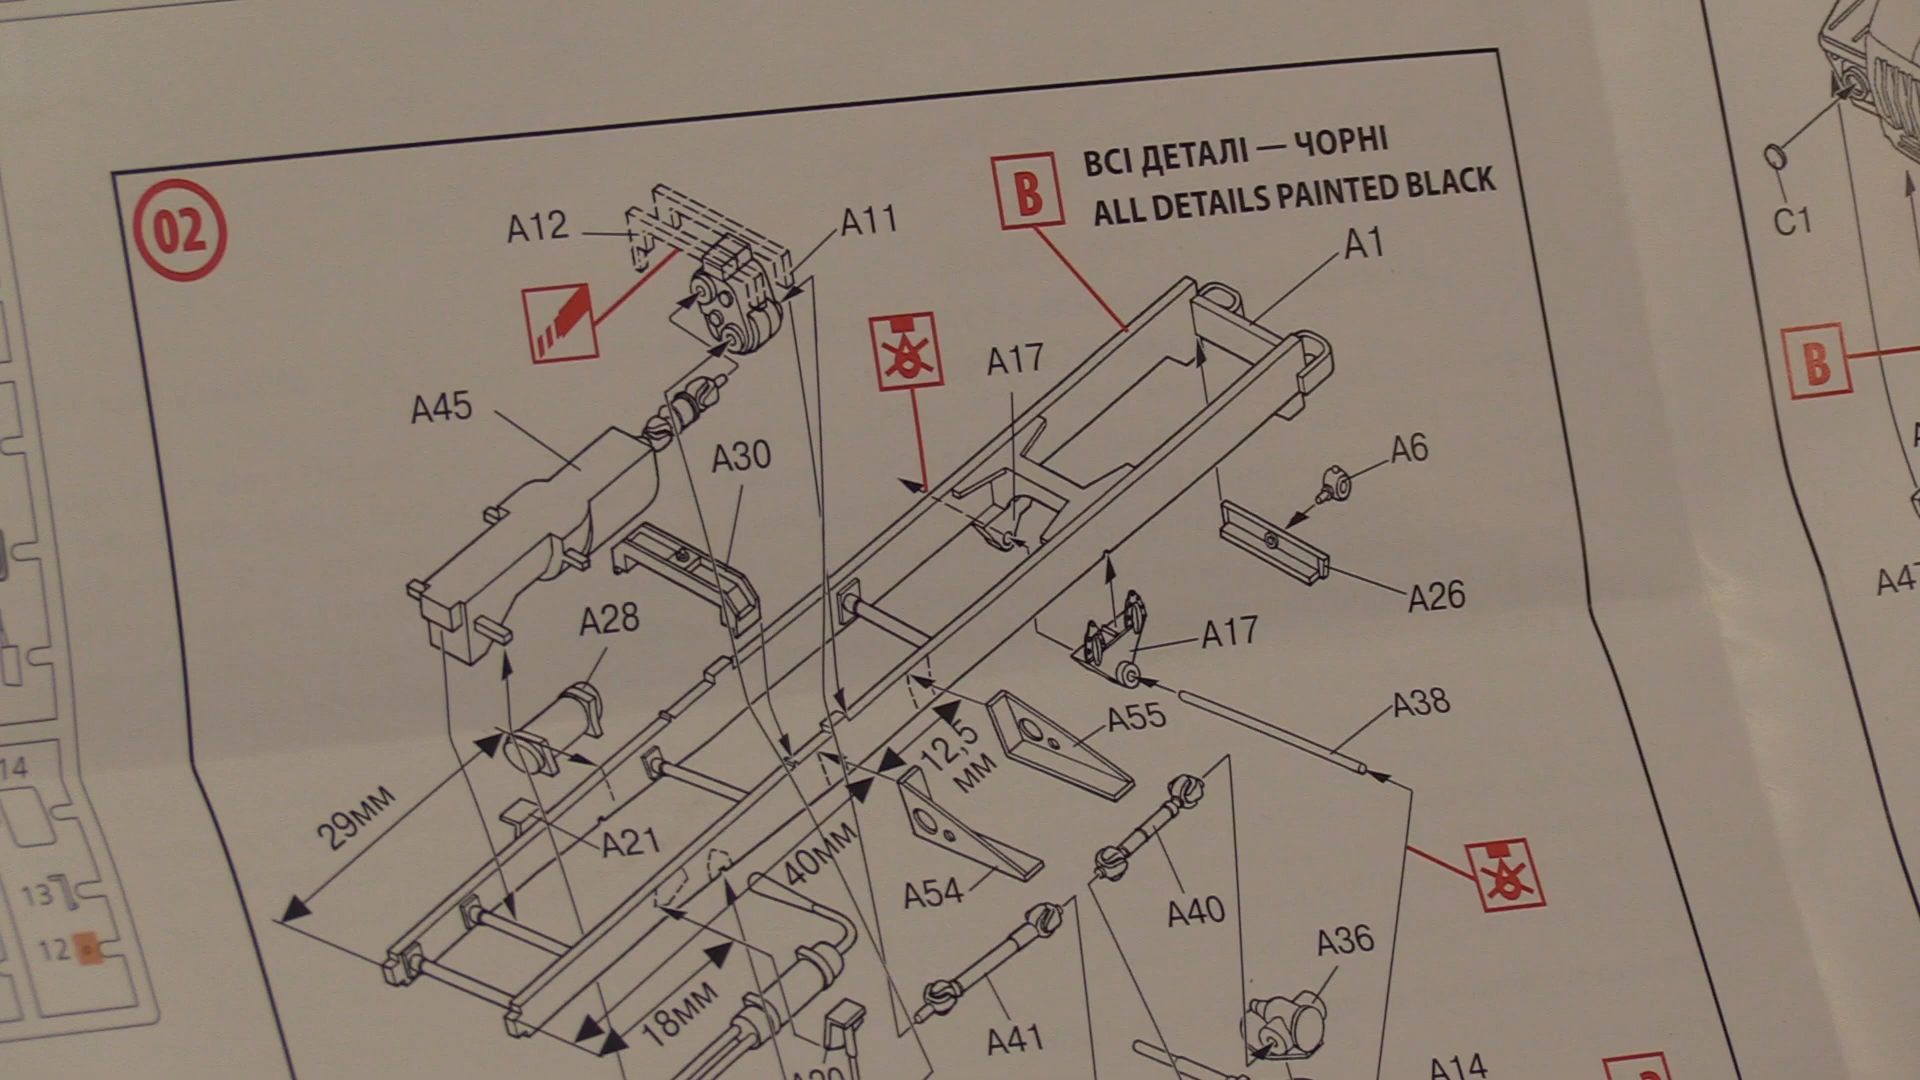 02
B
ВСІ ДЕТАЛІ — ЧОРНІ
ALL DETAILS PAINTED BLACK
A12
A11
A1
C1
A17
A45
A30
B
A6
A26
A28
A17
A38
A55
12,5
ММ
29ММ
A21
40ММ
A54
A40
A36
A41
18ММ
A14
14
13
12